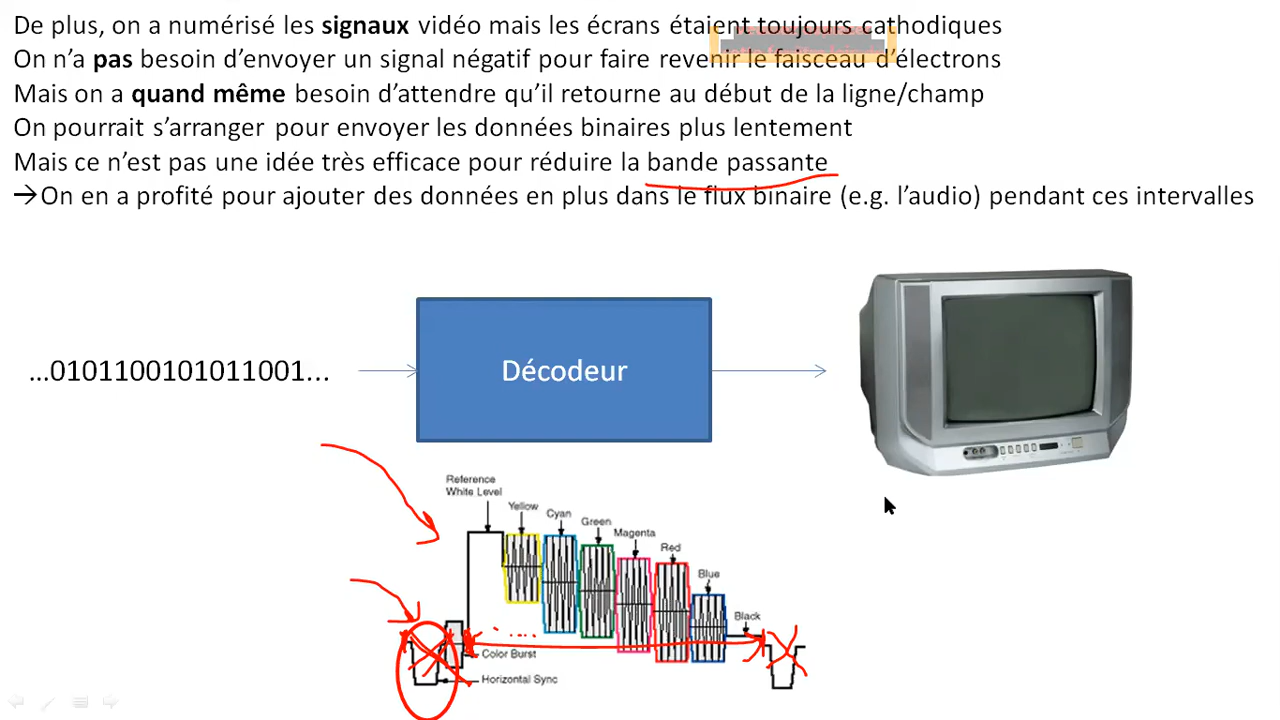 De plus, on a numérisé les signaux vidéo mais les écrans étaient toujours cathodiques
On n’a pas besoin d’envoyer un signal négatif pour faire revenir le faisceau d’électrons
Mais on a quand même besoin d’attendre qu’il retourne au début de la ligne/champ
On pourrait s’arranger pour envoyer les données binaires plus lentement
Mais ce n’est pas une idée très efficace pour réduire la bande passante
→On en a profité pour ajouter des données en plus dans le flux binaire (e.g. l’audio) pendant ces intervalles
...0101100101011001...
Décodeur
Reference
White Level
Yellow
Cyan
Green
Magenta
Red
Blue
Black
Color Burst
Horizontal Sync